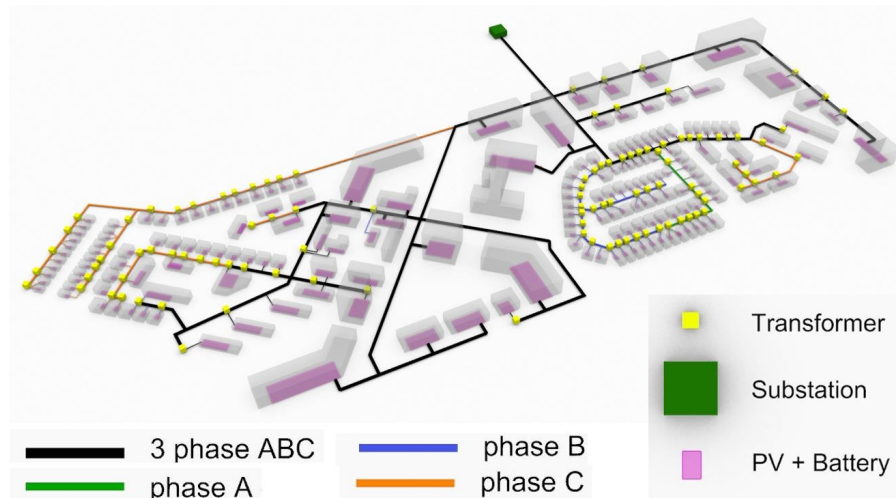 Transformer
Substation
PV + Battery
3 phase ABC
phase B
phase A
phase C